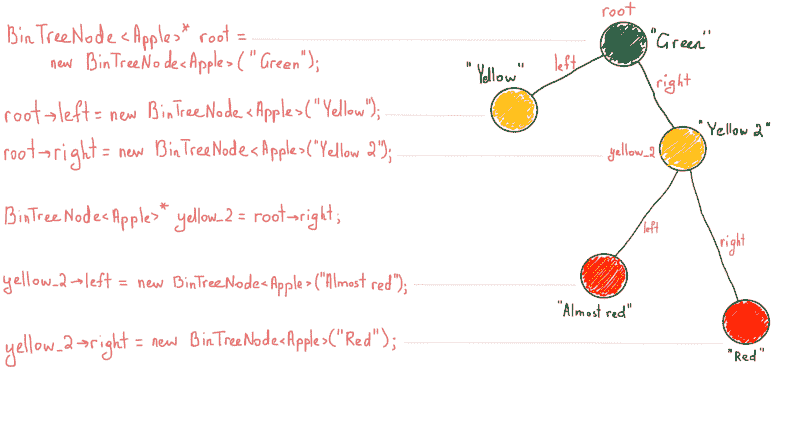 BinTreeNode<Apple>* root =
new BinTreeNode<Apple>("Green");
root→left = new BinTreeNode<Apple>("Yellow");
root→right = new BinTreeNode<Apple>("Yellow 2");
BinTreeNode<Apple>* yellow_2 = root→right;
yellow_2→left = new BinTreeNode<Apple>("Almost red");
yellow_2→right = new BinTreeNode<Apple>("Red");
root
"Green"
"Yellow"
left
right
"Yellow 2"
yellow_2
left
right
"Almost red"
"Red"